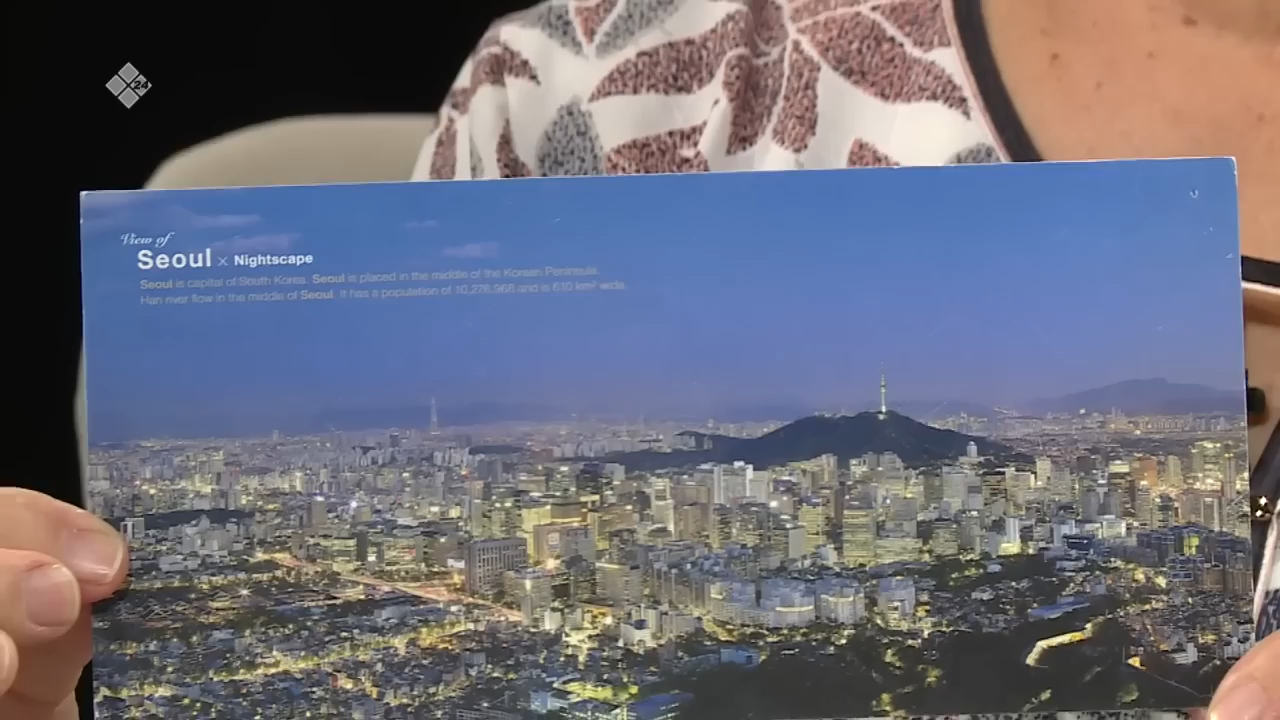 X24
View of
Seoul × Nightscape
Seoul is capital of South Korea. Seoul is placed in the middle of the Korean Peninsula.
Han river flow in the middle of Seoul. It has a population of 10,276,968 and is 610 km² wide.